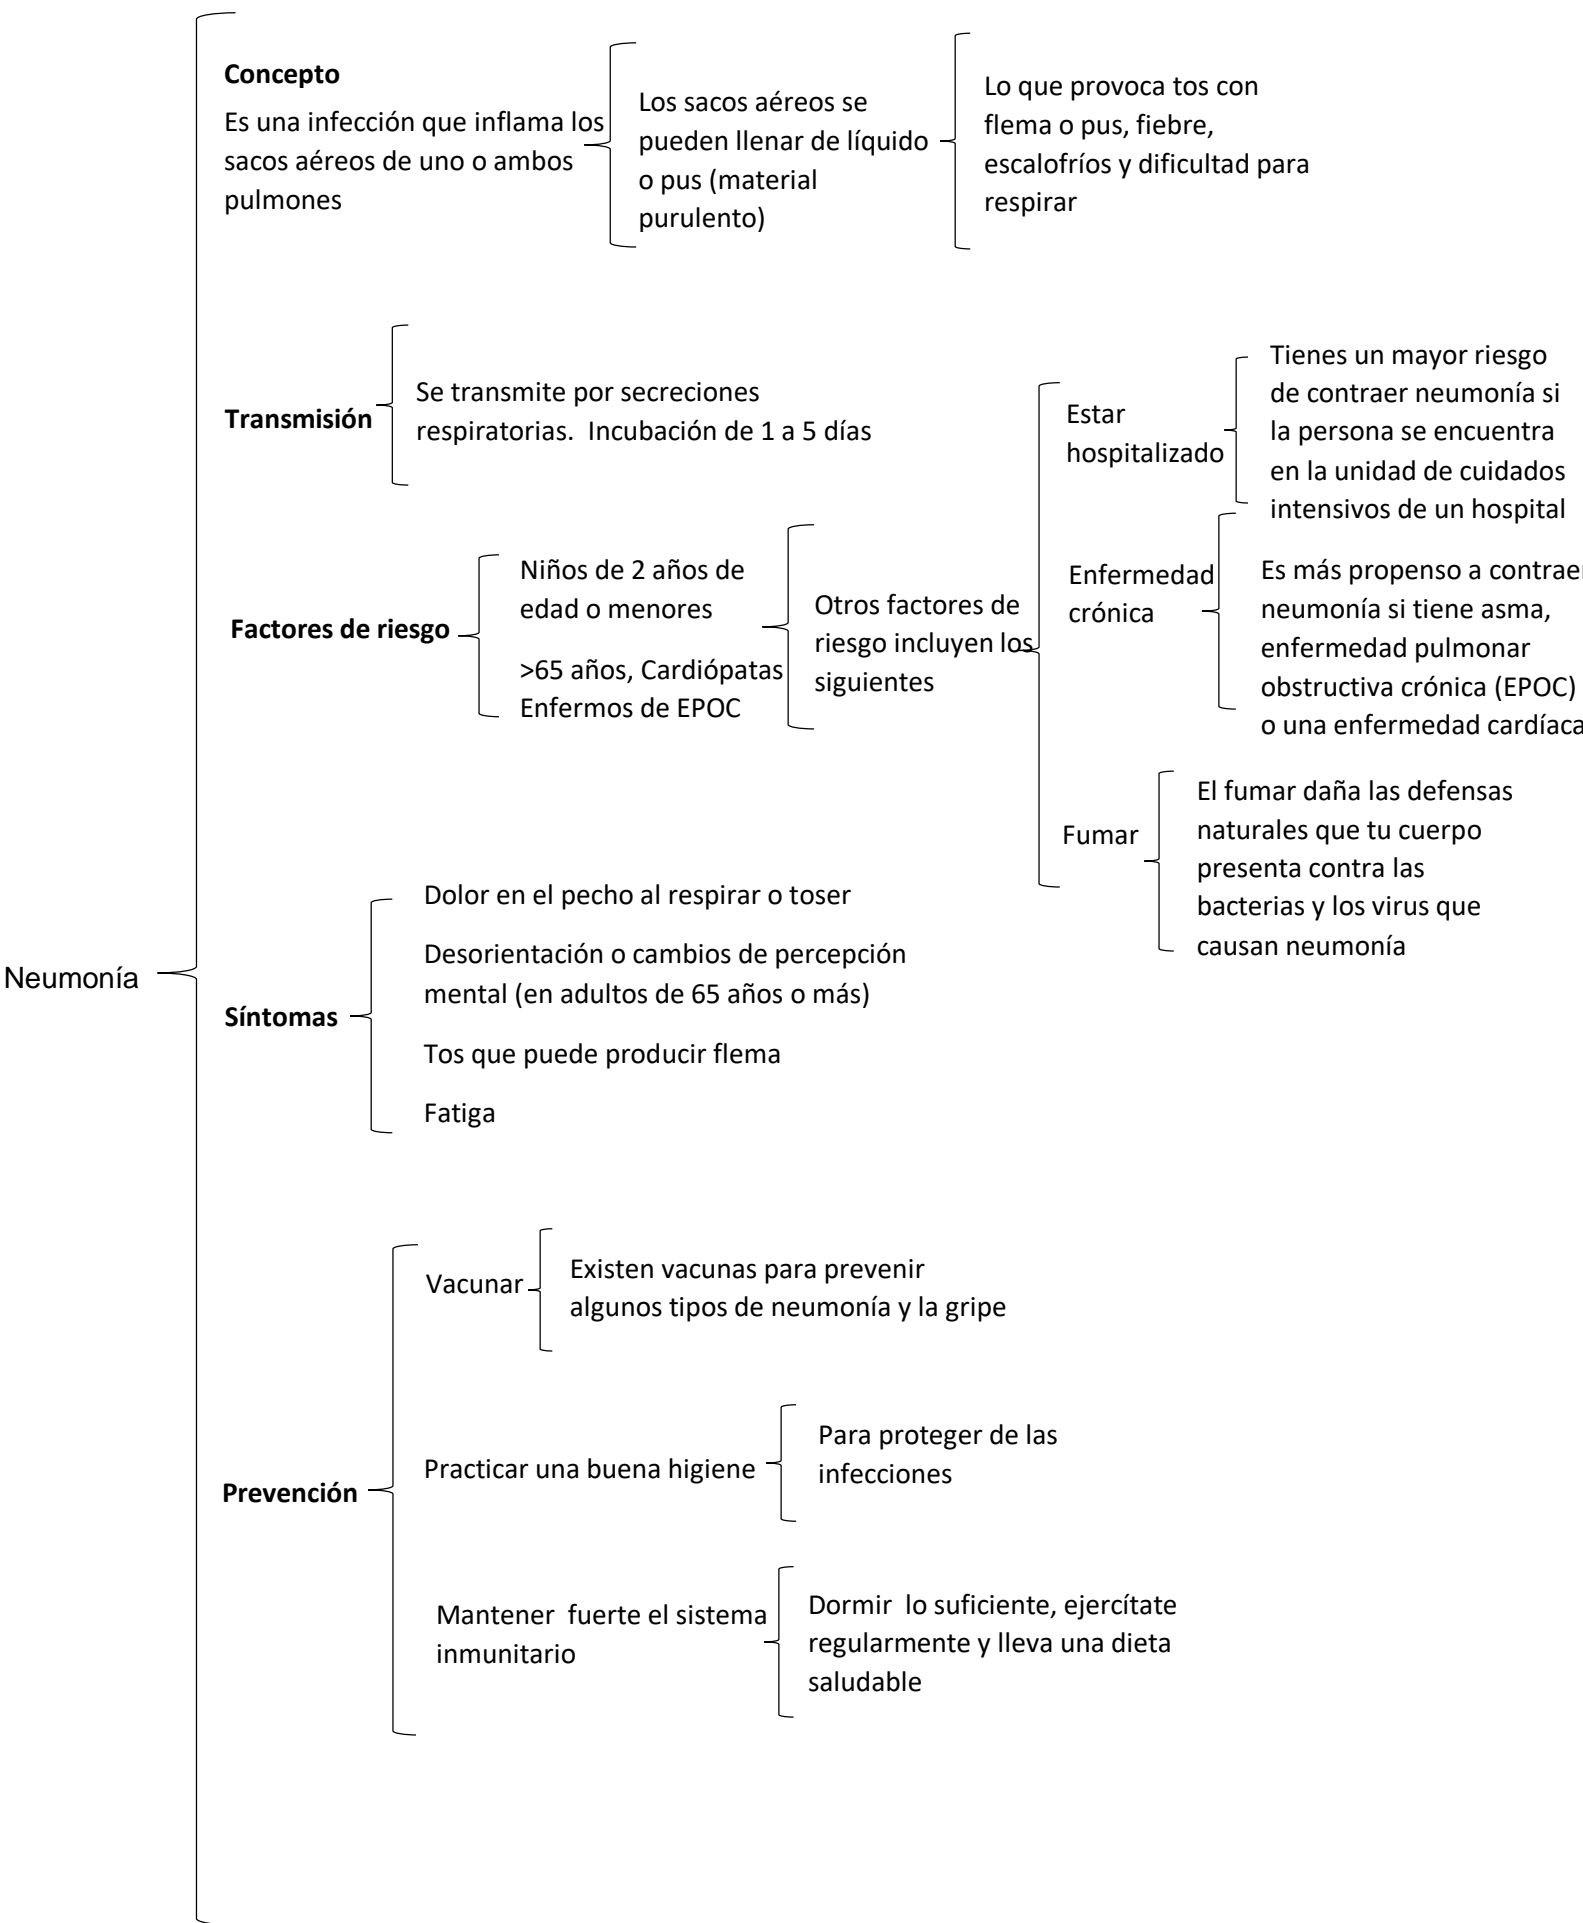 Concepto
Es una infección que inflama los
sacos aéreos de uno o ambos
pulmones
Los sacos aéreos se
pueden llenar de líquido
o pus (material
purulento)
Lo que provoca tos con
flema o pus, fiebre,
escalofríos y dificultad para
respirar
Transmisión
Se transmite por secreciones
respiratorias.  Incubación de 1 a 5 días
Factores de riesgo
Niños de 2 años de
edad o menores
>65 años, Cardiópatas
Enfermos de EPOC
Otros factores de
riesgo incluyen los
siguientes
Estar
hospitalizado
Tienes un mayor riesgo
de contraer neumonía si
la persona se encuentra
en la unidad de cuidados
intensivos de un hospital
Enfermedad
crónica
Es más propenso a contraer
neumonía si tiene asma,
enfermedad pulmonar
obstructiva crónica (EPOC)
o una enfermedad cardíaca
Fumar
El fumar daña las defensas
naturales que tu cuerpo
presenta contra las
bacterias y los virus que
causan neumonía
Neumonía
Síntomas
Dolor en el pecho al respirar o toser
Desorientación o cambios de percepción
mental (en adultos de 65 años o más)
Tos que puede producir flema
Fatiga
Prevención
Vacunar
Existen vacunas para prevenir
algunos tipos de neumonía y la gripe
Practicar una buena higiene
Para proteger de las
infecciones
Mantener  fuerte el sistema
inmunitario
Dormir  lo suficiente, ejercítate
regularmente y lleva una dieta
saludable